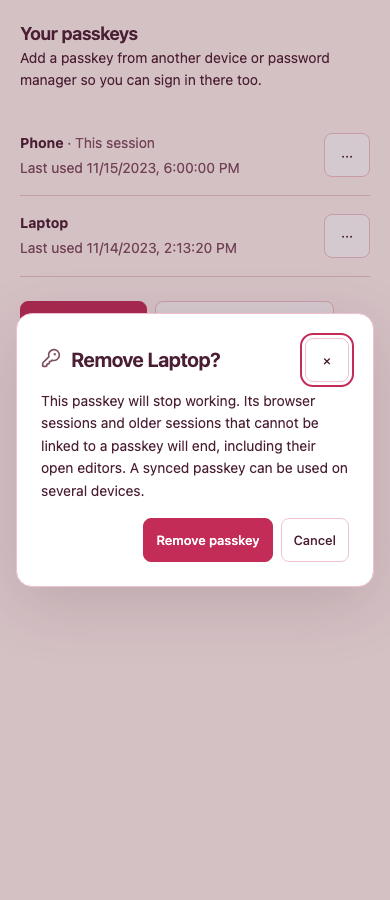 Your passkeys
Add a passkey from another device or password
manager so you can sign in there too.
Phone · This session
Last used 11/15/2023, 6:00:00 PM
...
Laptop
Last used 11/14/2023, 2:13:20 PM
...
Remove Laptop?
×
This passkey will stop working. Its browser
sessions and older sessions that cannot be
linked to a passkey will end, including their
open editors. A synced passkey can be used on
several devices.
Remove passkey
Cancel